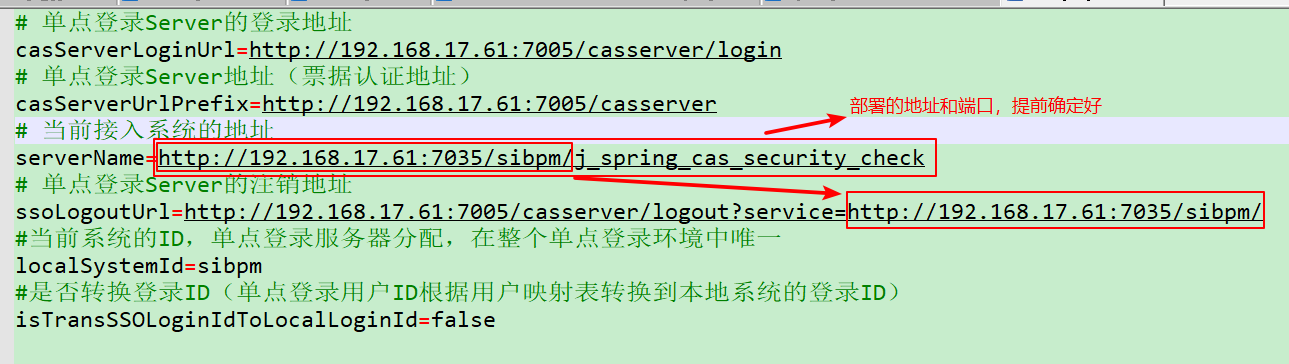 # 单点登录Server的登录地址
casServerLoginUrl=http://192.168.17.61:7005/casserver/login
# 单点登录Server地址（票据认证地址）
casServerUrlPrefix=http://192.168.17.61:7005/casserver
部署的地址和端口，提前确定好
# 当前接入系统的地址
serverName=http://192.168.17.61:7035/sibpm/j_spring_cas_security_check
# 单点登录Server的注销地址
ssoLogoutUrl=http://192.168.17.61:7005/casserver/logout?service=http://192.168.17.61:7035/sibpm/
#当前系统的ID，单点登录服务器分配，在整个单点登录环境中唯一
localSystemId=sibpm
#是否转换登录ID（单点登录用户ID根据用户映射表转换到本地系统的登录ID）
isTransSSOLoginIdToLocalLoginId=false